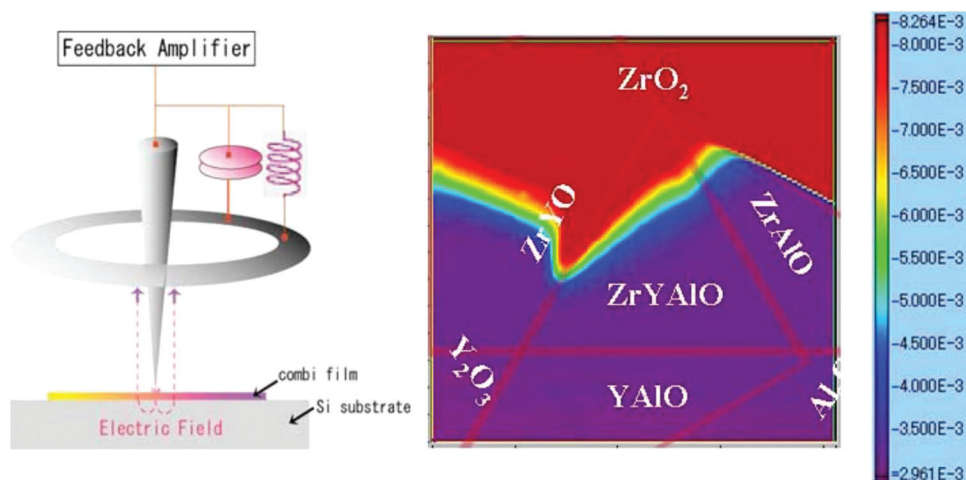 Feedback Amplifier
combi film
Si substrate
Electric Field
ZrO₂
ZrYO
ZrAlO
ZrYAlO
Y₂O₃
YAlO
-8.264E-3
-8.000E-3
-7.500E-3
-7.000E-3
-6.500E-3
-6.000E-3
-5.500E-3
-5.000E-3
-4.500E-3
-4.000E-3
-3.500E-3
=2.961E-3